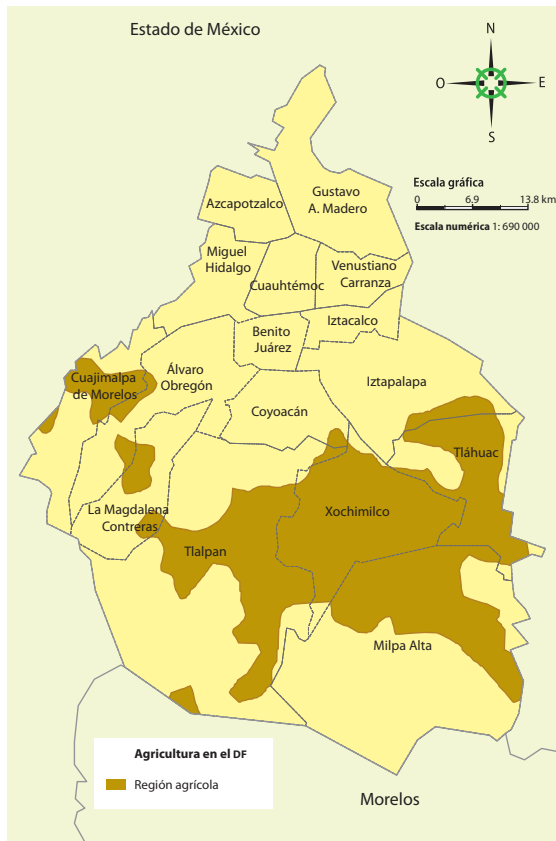 Estado de México
N
O
E
S
Escala gráfica
0 6,9 13.8 km
Escala numérica 1: 690 000
Gustavo
A. Madero
Azcapotzalco
Miguel
Hidalgo
Cuauhtémoc
Venustiano
Carranza
Iztacalco
Benito
Juárez
Cuajimalpa
de Morelos
Álvaro
Obregón
Iztapalapa
Coyoacán
Tláhuac
La Magdalena
Contreras
Xochimilco
Tlalpan
Milpa Alta
Agricultura en el DF
Región agrícola
Morelos